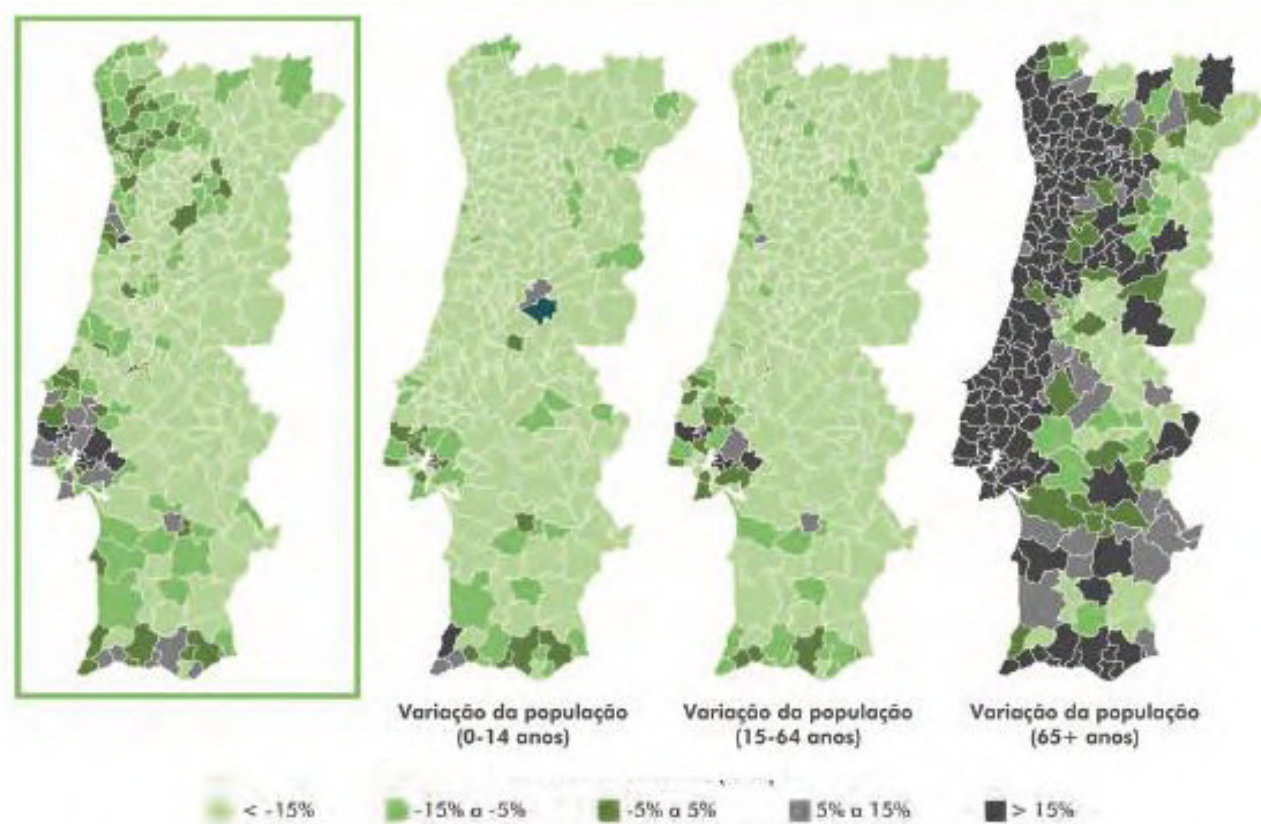 Variação da população
(0-14 anos)
Variação da população
(15-64 anos)
Variação da população
(65+ anos)
< -15%
-15% a -5%
-5% a 5%
5% a 15%
> 15%